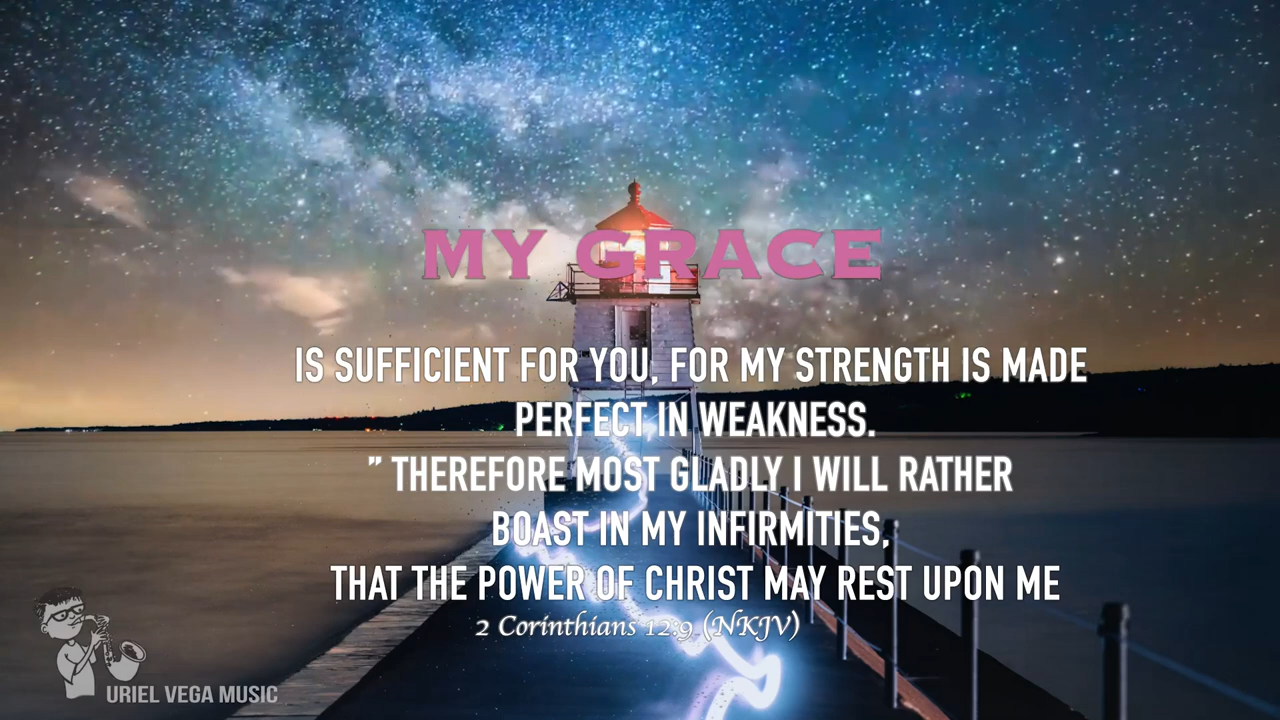 MY GRACE
IS SUFFICIENT FOR YOU, FOR MY STRENGTH IS MADE
PERFECT IN WEAKNESS.
” THEREFORE MOST GLADLY I WILL RATHER
BOAST IN MY INFIRMITIES,
THAT THE POWER OF CHRIST MAY REST UPON ME
2 Corinthians 12:9 (NKJV)
URIEL VEGA MUSIC